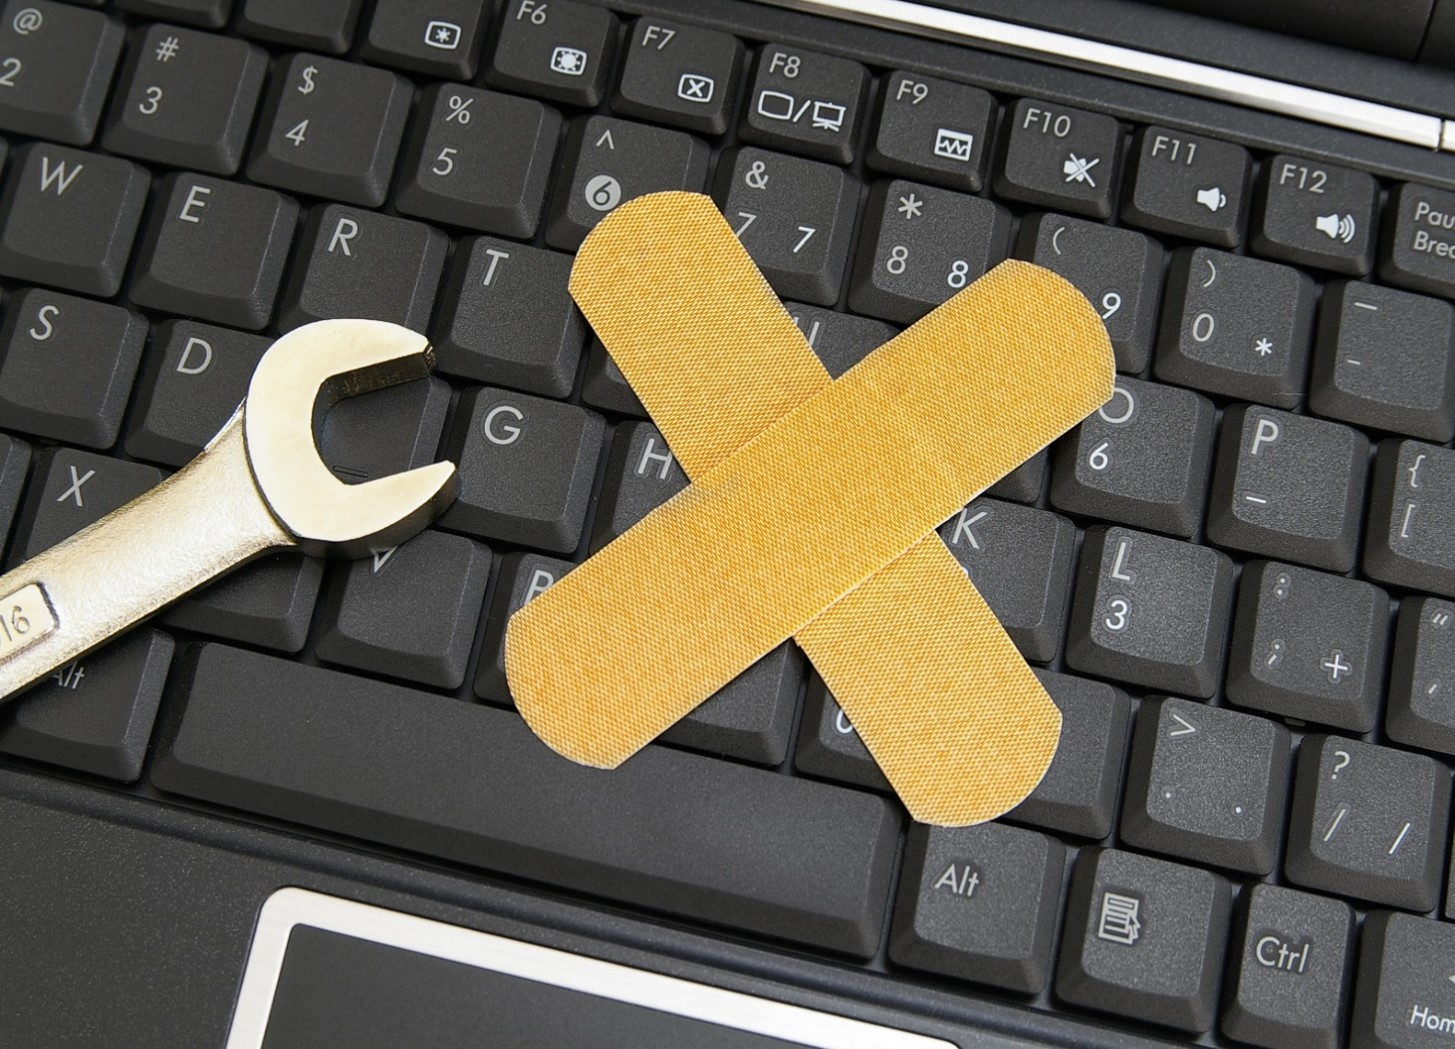 F6
F7
F8
F9
F10
F11
F12
@
2
#
3
$
4
%
5
^
6
&
7 7
*
8 8
(
9
)
0 *
_
-
W
E
R
T
O
6
P
-
{
[
S
D
G
H
K
L
3
:
; +
"
X
V
>
. .
?
/ /
Alt
Alt
Ctrl
16